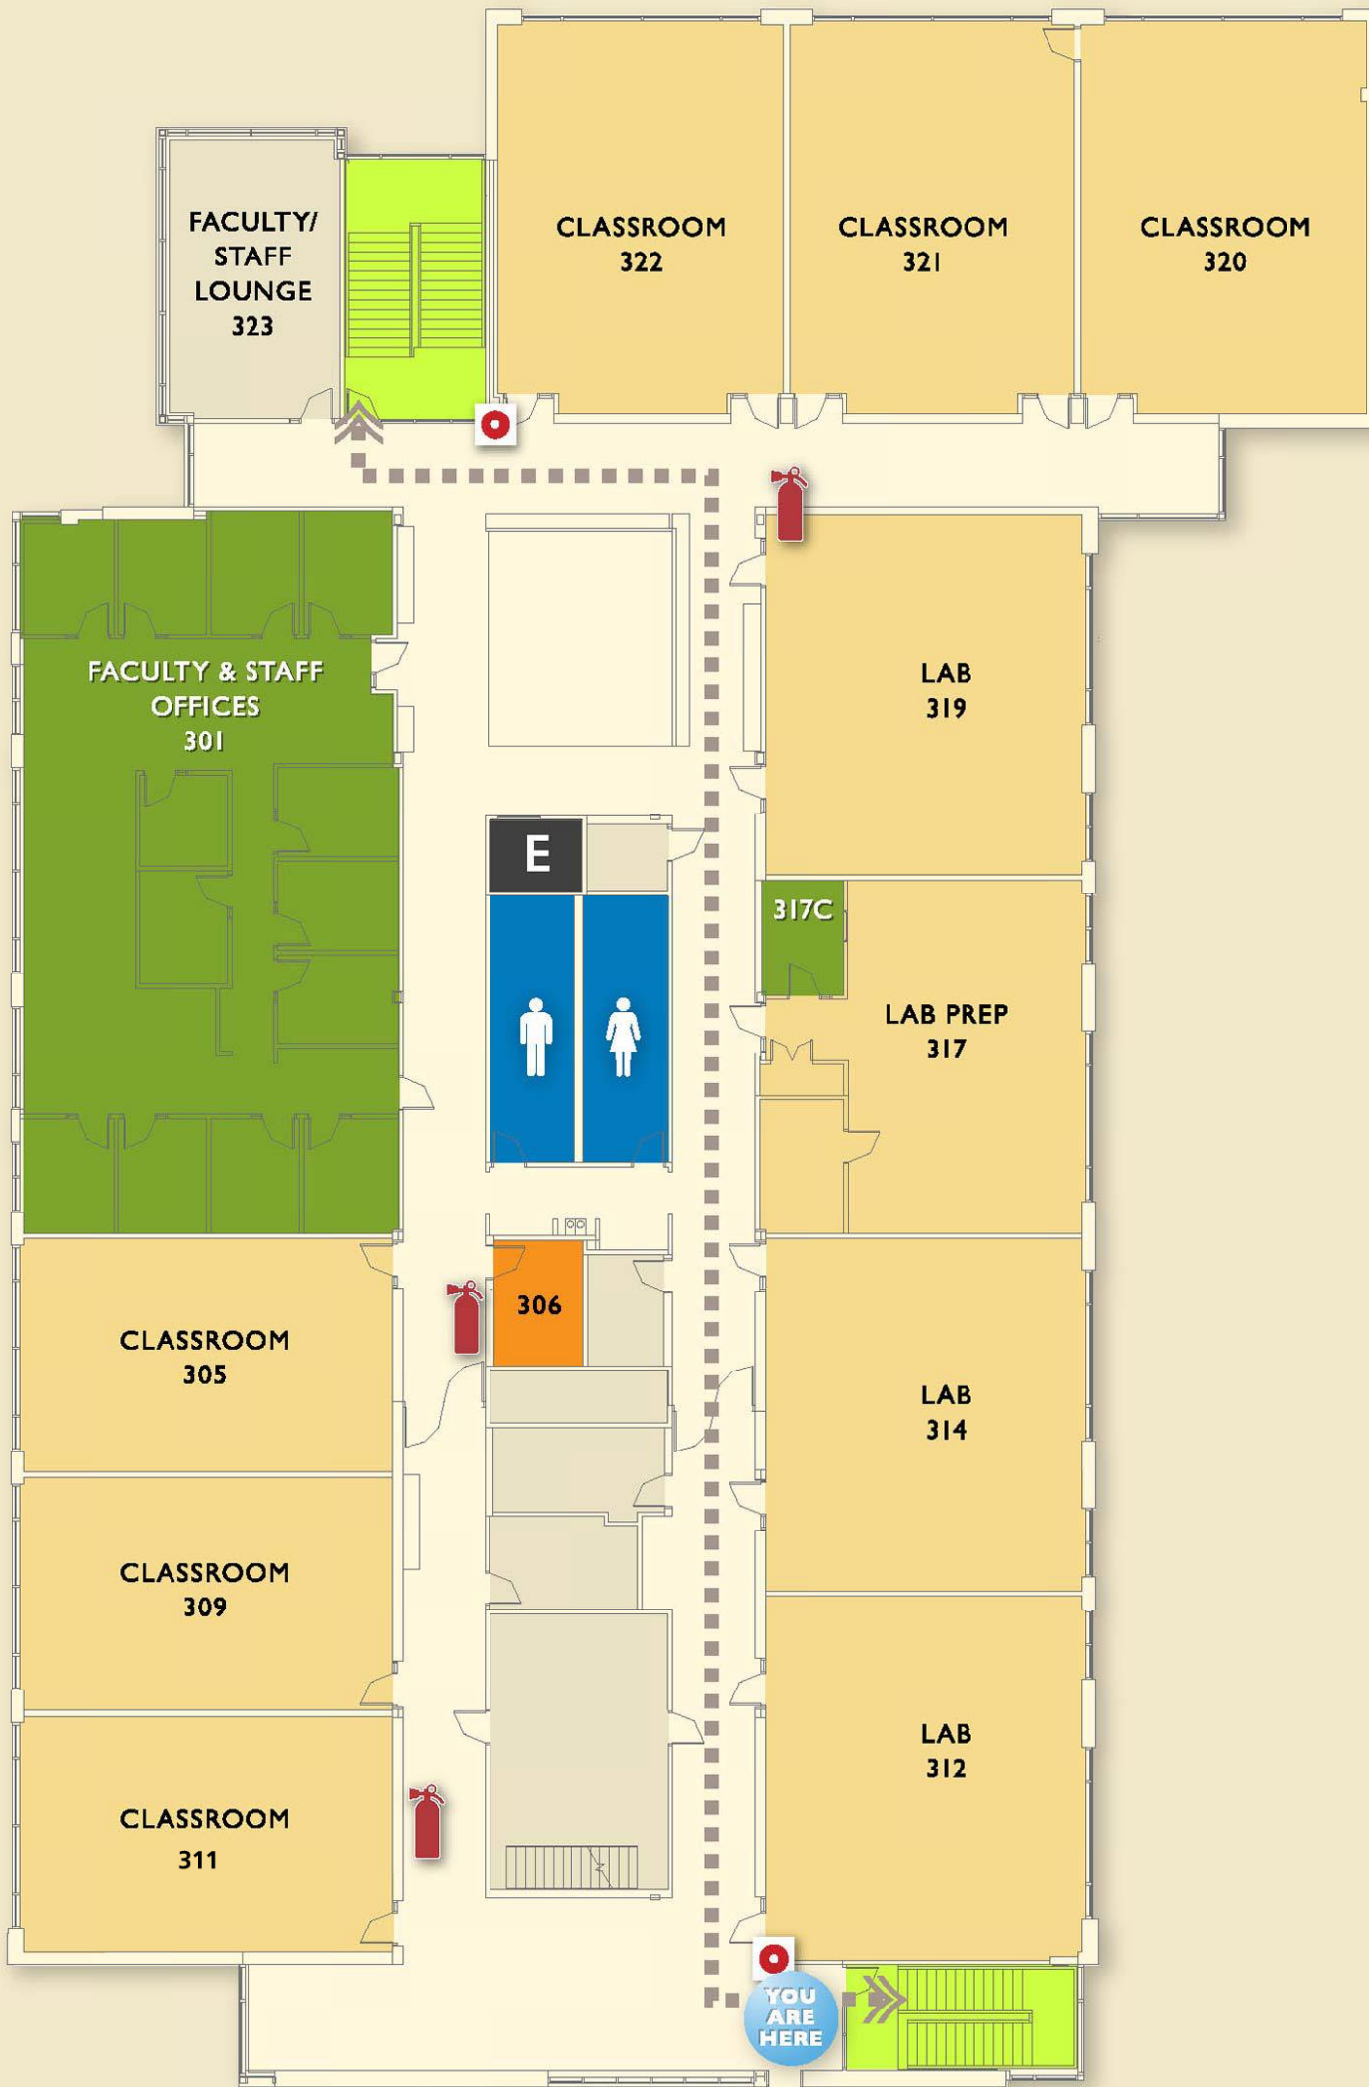 CLASSROOM
322
CLASSROOM
321
CLASSROOM
320
FACULTY/
STAFF
LOUNGE
323
FACULTY & STAFF
OFFICES
301
LAB
319
E
317C
LAB PREP
317
306
CLASSROOM
305
LAB
314
CLASSROOM
309
LAB
312
CLASSROOM
311
YOU
ARE
HERE